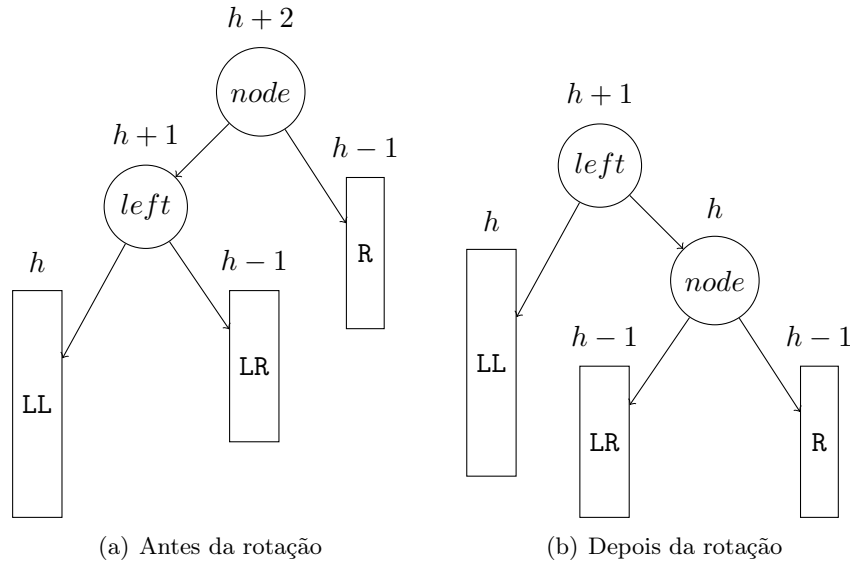 h + 2
node
h + 1
h + 1
h − 1
left
left
h
R
h
h − 1
h
node
LL
LR
LL
h − 1
h − 1
LR
R
(a) Antes da rotação
(b) Depois da rotação